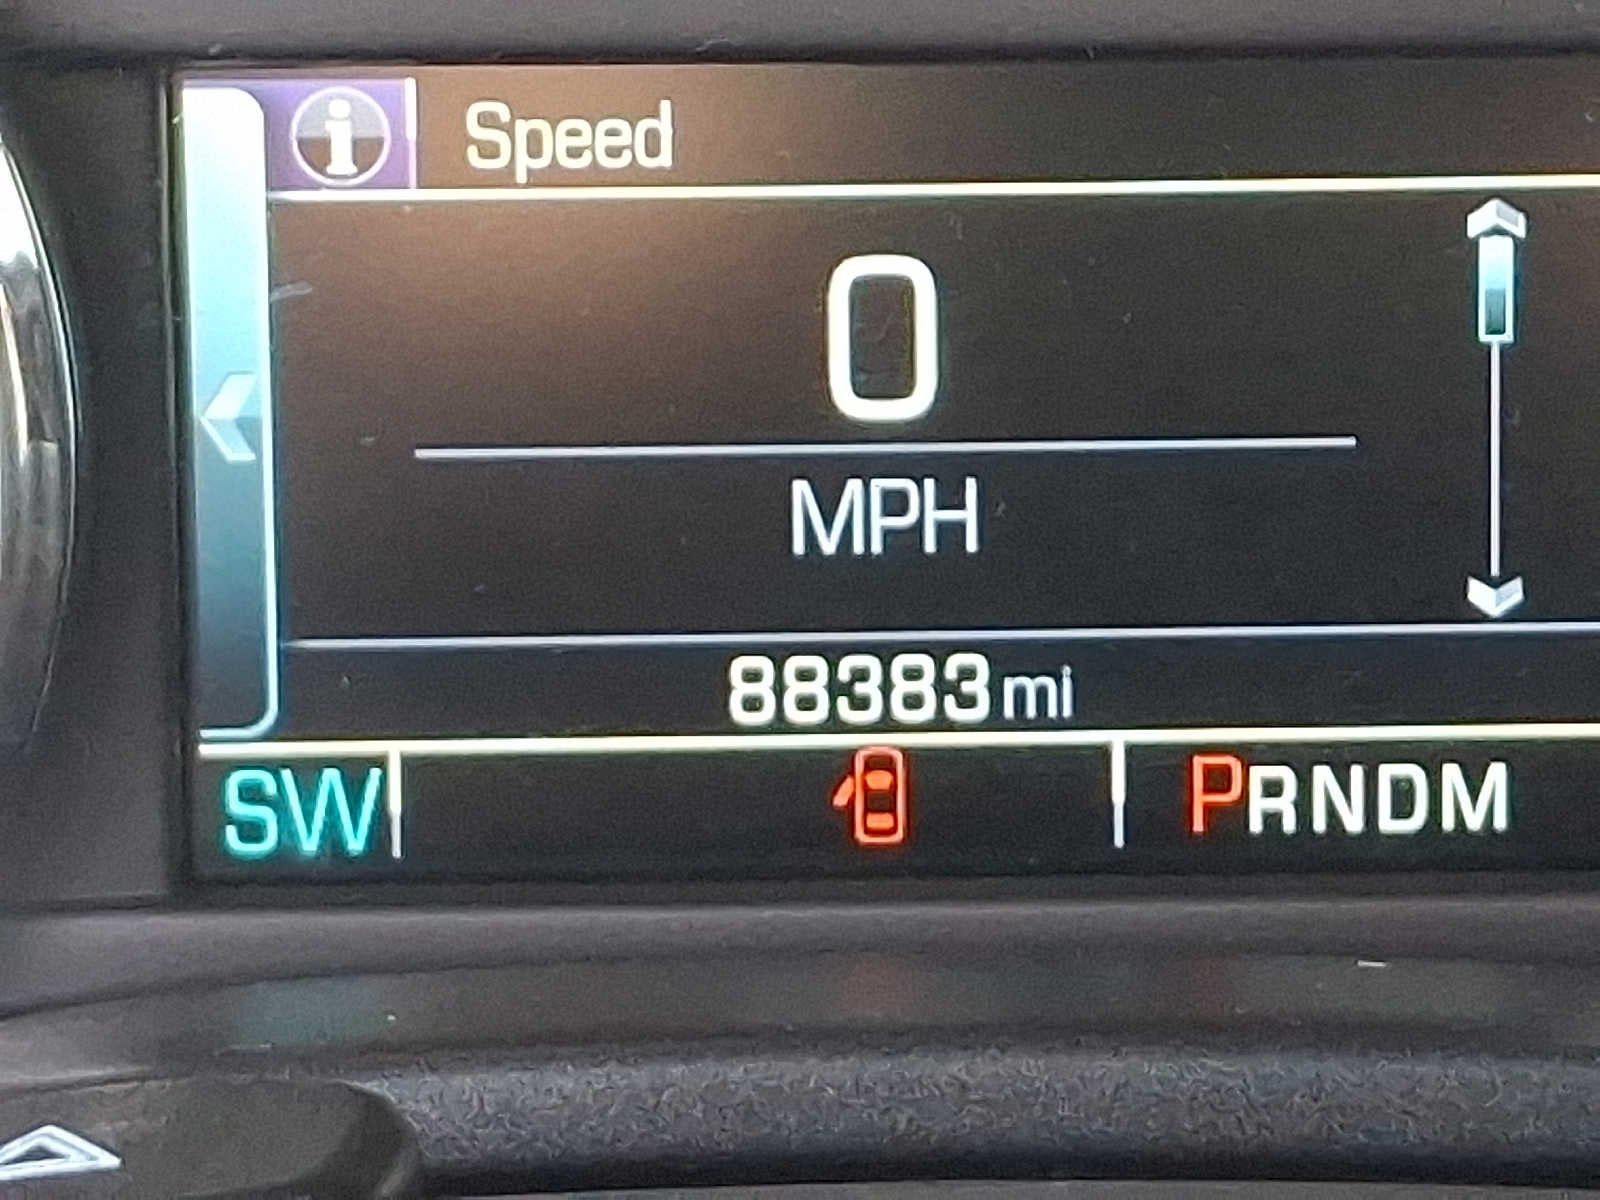 i Speed
0
MPH
88383 mi
SW PRNDM